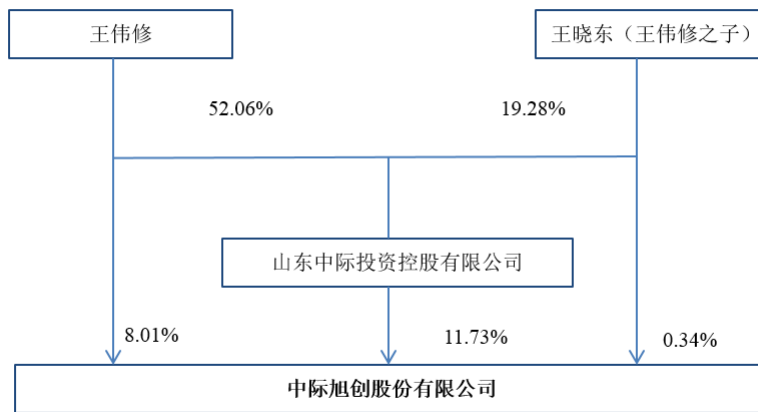 王伟修
王晓东（王伟修之子）
52.06%
19.28%
山东中际投资控股有限公司
8.01%
11.73%
0.34%
中际旭创股份有限公司